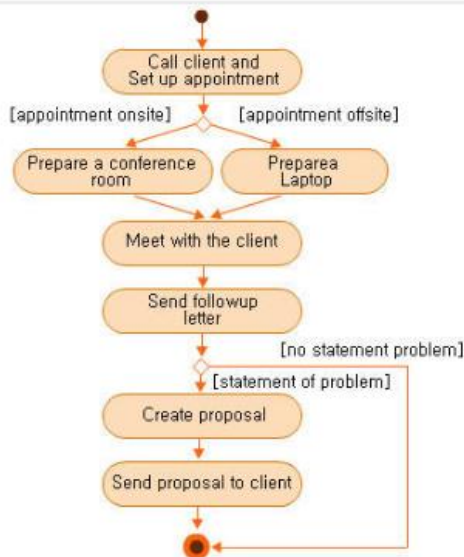 Call client and
Set up appointment
[appointment onsite]
[appointment offsite]
Prepare a conference
room
Preparea
Laptop
Meet with the client
Send followup
letter
[no statement problem]
[statement of problem]
Create proposal
Send proposal to client